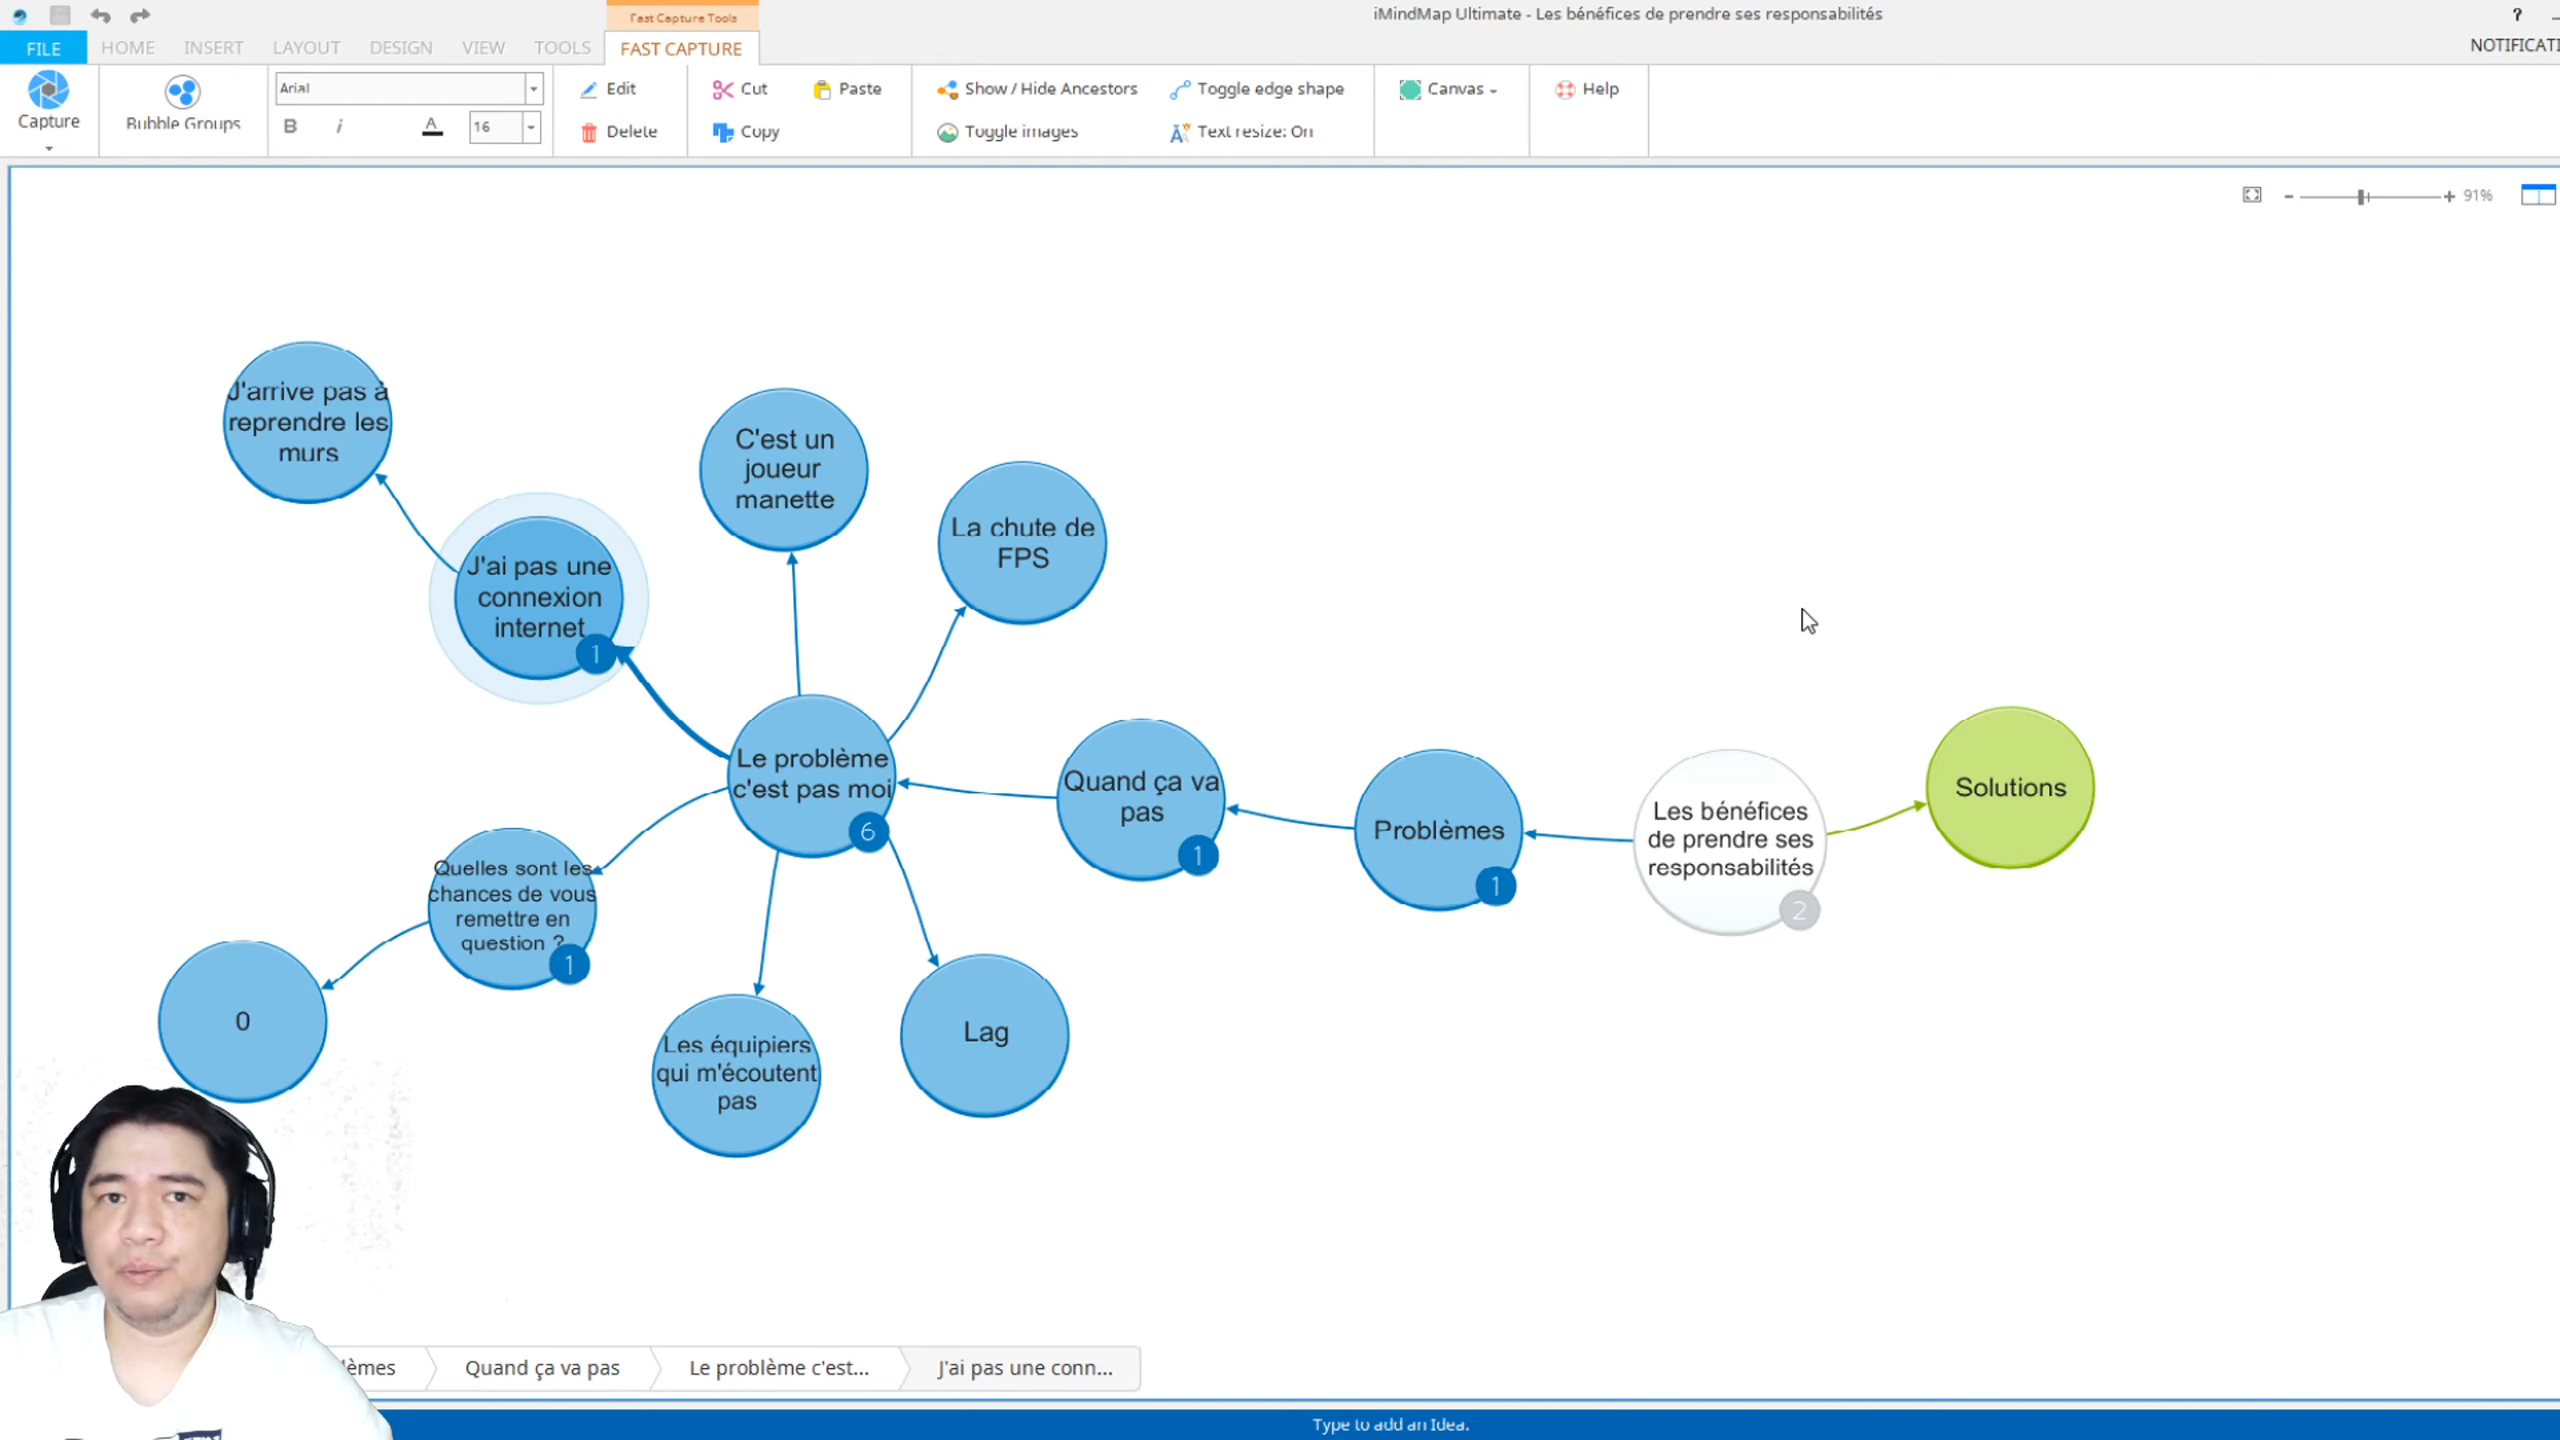 Fast Capture Tools
iMindMap Ultimate - Les bénéfices de prendre ses responsabilités
?
FILE
HOME
INSERT
LAYOUT
DESIGN
VIEW
TOOLS
FAST CAPTURE
NOTIFICATI
Capture
Bubble Groups
Arial
B
i
A
16
Edit
Delete
Cut
Copy
Paste
Show / Hide Ancestors
Toggle images
Toggle edge shape
Text resize: On
Canvas
Help
91%
J'arrive pas à
reprendre les
murs
C'est un
joueur
manette
La chute de
FPS
J'ai pas une
connexion
internet
1
Le problème
c'est pas moi
6
Quand ça va
pas
1
Problèmes
1
Les bénéfices
de prendre ses
responsabilités
2
Solutions
Quelles sont les
chances de vous
remettre en
question ?
1
0
Les équipiers
qui m'écoutent
pas
Lag
lèmes
Quand ça va pas
Le problème c'est...
J'ai pas une conn...
Type to add an Idea.